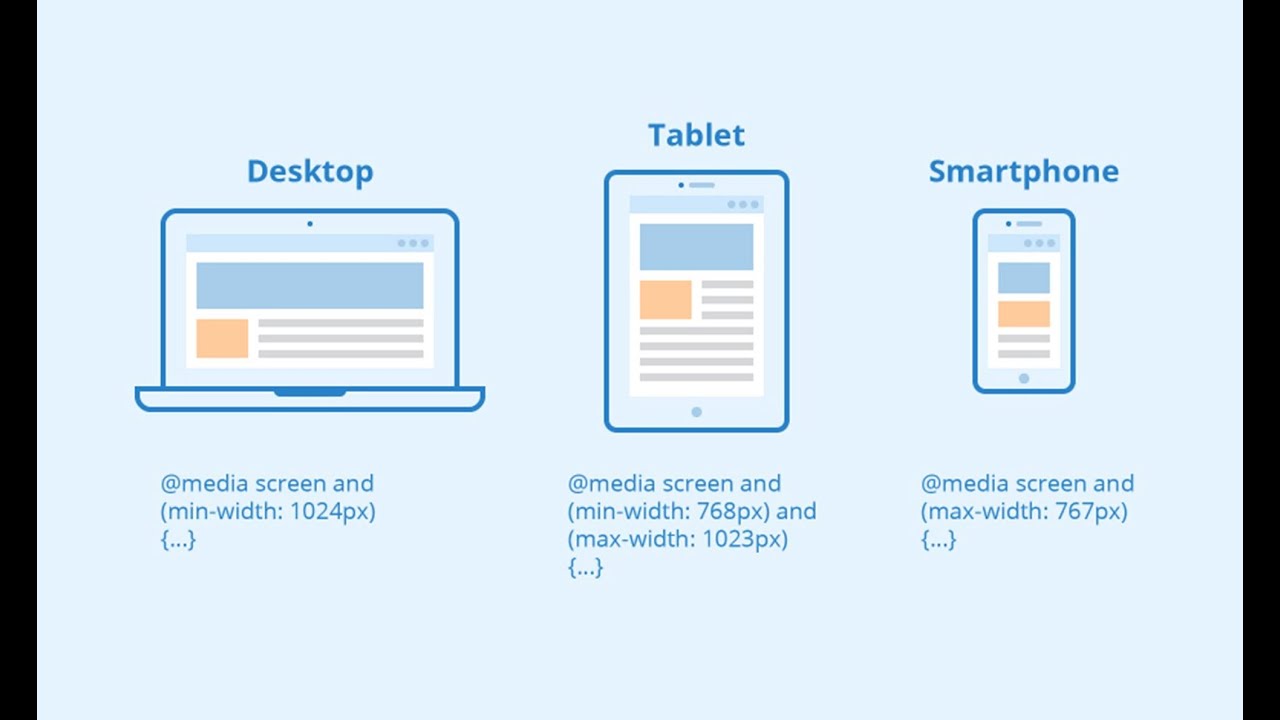 Desktop
@media screen and
(min-width: 1024px)
{...}
Tablet
@media screen and
(min-width: 768px) and
(max-width: 1023px)
{...}
Smartphone
@media screen and
(max-width: 767px)
{...}